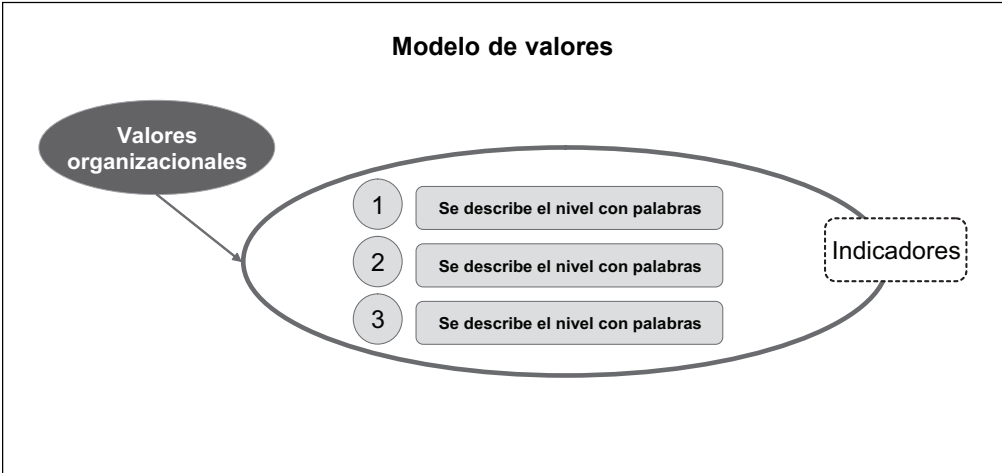 Modelo de valores
Valores
organizacionales
1 Se describe el nivel con palabras
2 Se describe el nivel con palabras
3 Se describe el nivel con palabras
Indicadores